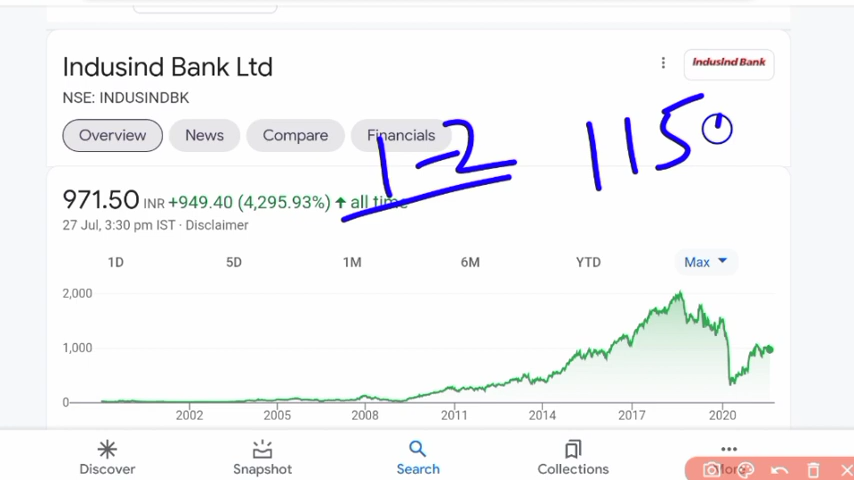 Indusind Bank Ltd
IndusInd Bank
NSE: INDUSINDBK
Overview News Compare Financials
1-2 1150
971.50 INR +949.40 (4,295.93%) ↑ all time
27 Jul, 3:30 pm IST · Disclaimer
1D 5D 1M 6M YTD Max
2,000
1,000
0
2002 2005 2008 2011 2014 2017 2020
Discover Snapshot Search Collections More